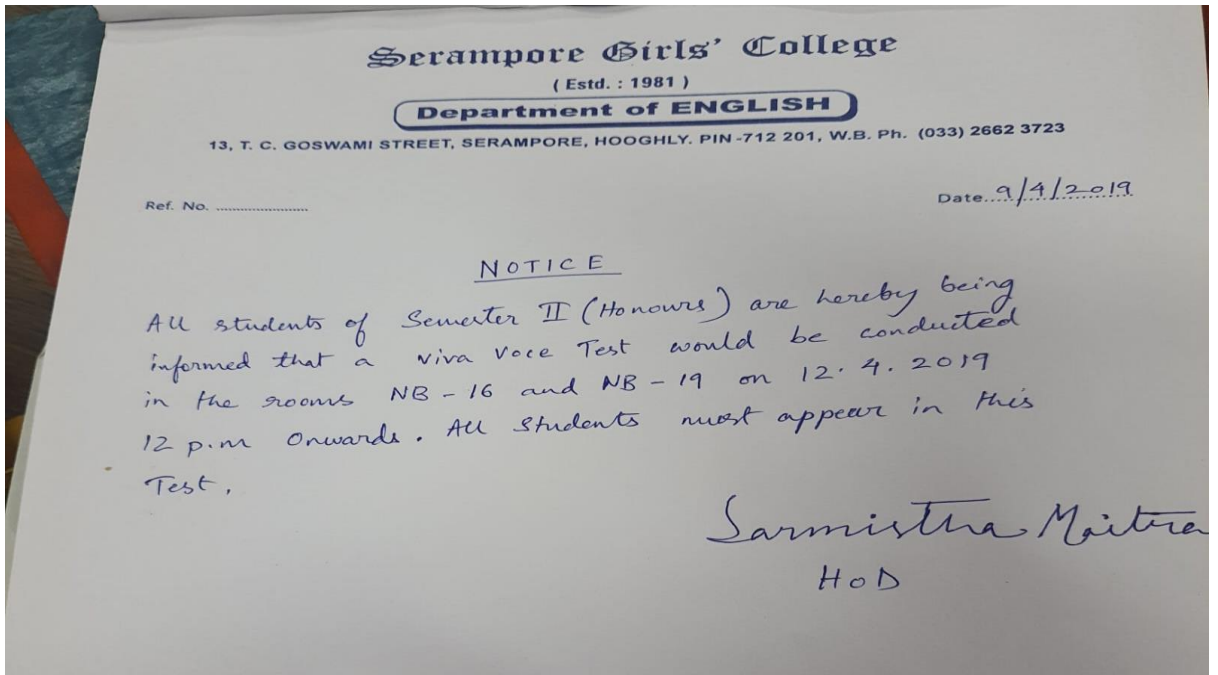 Serampore Girls' College
( Estd. : 1981 )
Department of ENGLISH
13, T. C. GOSWAMI STREET, SERAMPORE, HOOGHLY. PIN -712 201, W.B. Ph. (033) 2662 3723
Ref. No. ........................ Date 9/4/2019
NOTICE
All students of Semester II (Honours) are hereby being
informed that a viva voce Test would be conducted
in the rooms NB - 16 and NB - 19 on 12. 4. 2019
12 p.m Onwards. All Students must appear in this
Test.
Sarmistha Maitra
HOD